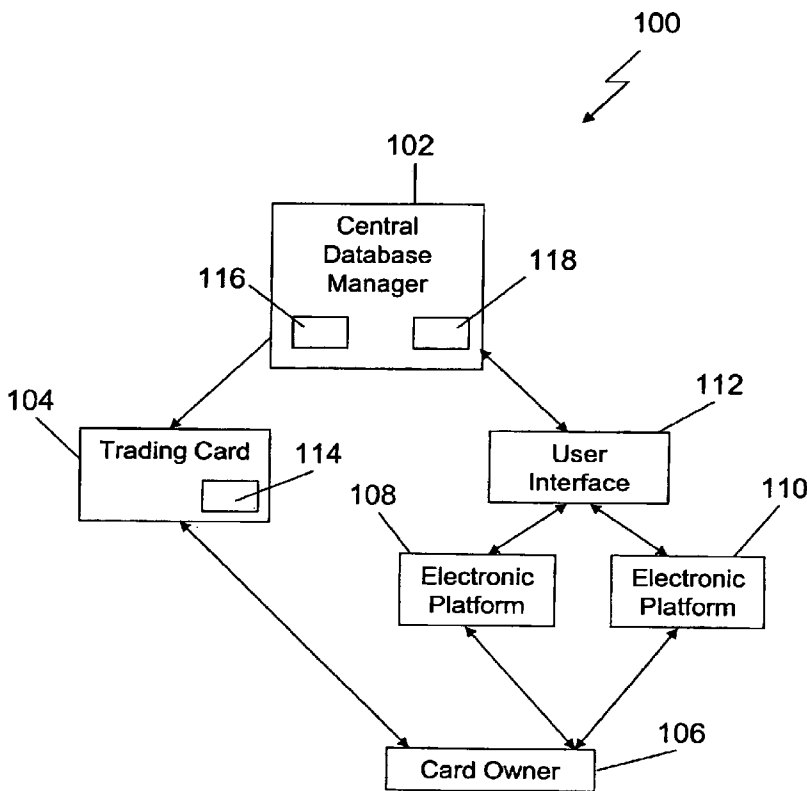 100
102
Central
Database
Manager
116
118
104
112
Trading Card
114
User
Interface
108
110
Electronic
Platform
Electronic
Platform
106
Card Owner